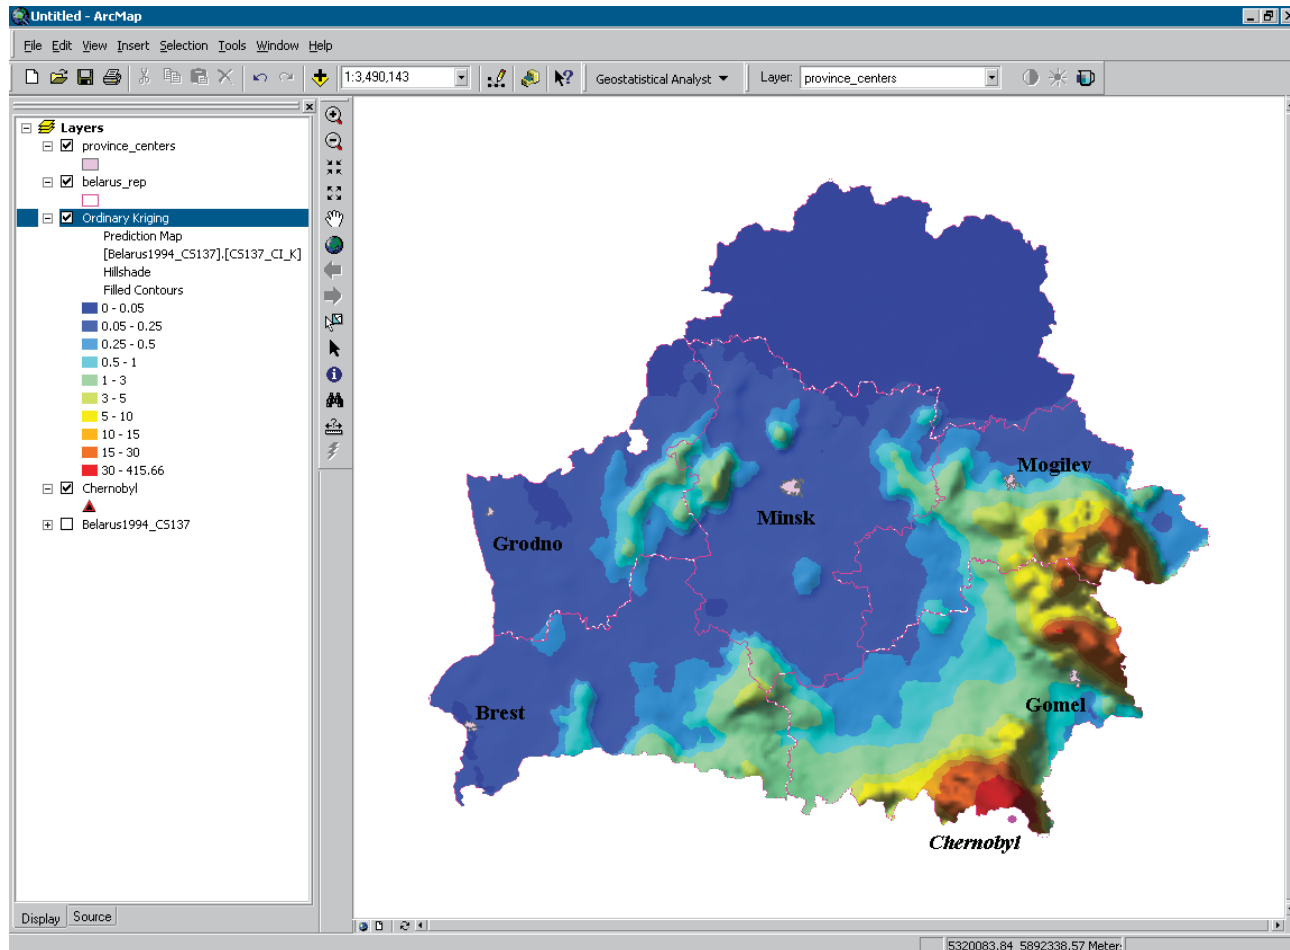 Untitled - ArcMap
File Edit View Insert Selection Tools Window Help
1:3,490,143
Geostatistical Analyst
Layer: province_centers
Layers
province_centers
belarus_rep
Ordinary Kriging
Prediction Map
[Belarus1994_CS137].[CS137_CI_K]
Hillshade
Filled Contours
0 - 0.05
0.05 - 0.25
0.25 - 0.5
0.5 - 1
1 - 3
3 - 5
5 - 10
10 - 15
15 - 30
30 - 415.66
Chernobyl
Belarus1994_CS137
Mogilev
Minsk
Grodno
Brest
Gomel
Chernobyl
Display Source
5320083.84 5892338.57 Meter: